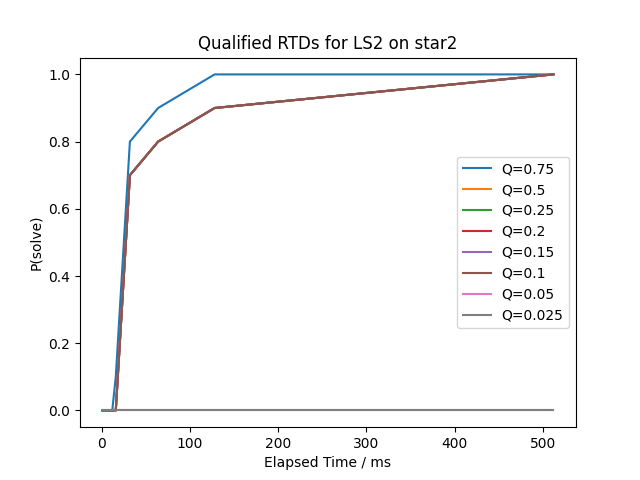 Qualified RTDs for LS2 on star2
1.0
0.8
0.6
0.4
0.2
0.0
P(solve)
Q=0.75
Q=0.5
Q=0.25
Q=0.2
Q=0.15
Q=0.1
Q=0.05
Q=0.025
0 100 200 300 400 500
Elapsed Time / ms